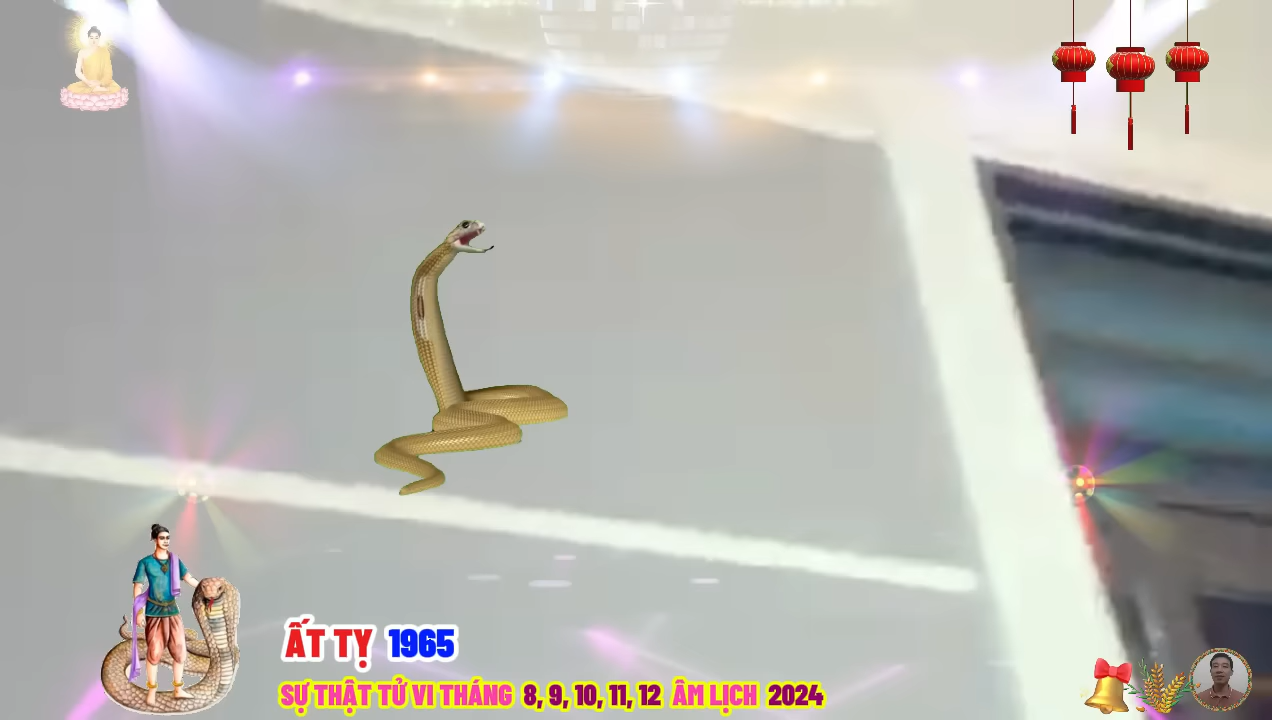 ẤT TỴ 1965
SỰ THẬT TỬ VI THÁNG 8, 9, 10, 11, 12 ÂM LỊCH 2024